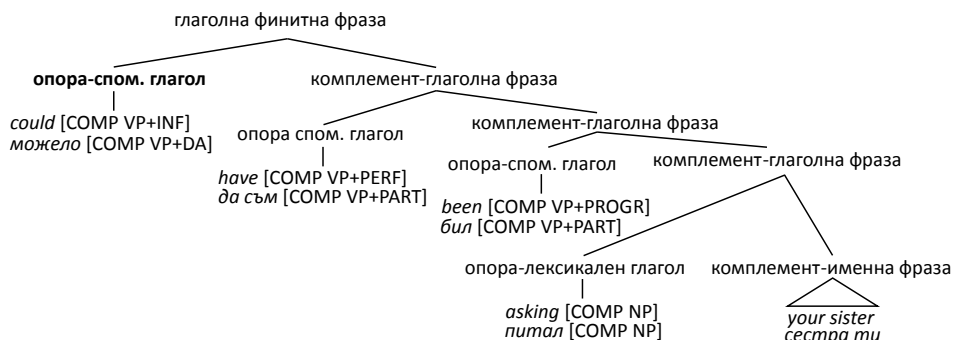 глаголна финитна фраза
опора-спом. глагол
комплемент-глаголна фраза
could [COMP VP+INF]
можело [COMP VP+DA]
опора спом. глагол
комплемент-глаголна фраза
have [COMP VP+PERF]
да съм [COMP VP+PART]
опора-спом. глагол
комплемент-глаголна фраза
been [COMP VP+PROGR]
бил [COMP VP+PART]
опора-лексикален глагол
комплемент-именна фраза
asking [COMP NP]
питал [COMP NP]
your sister
сестра ти